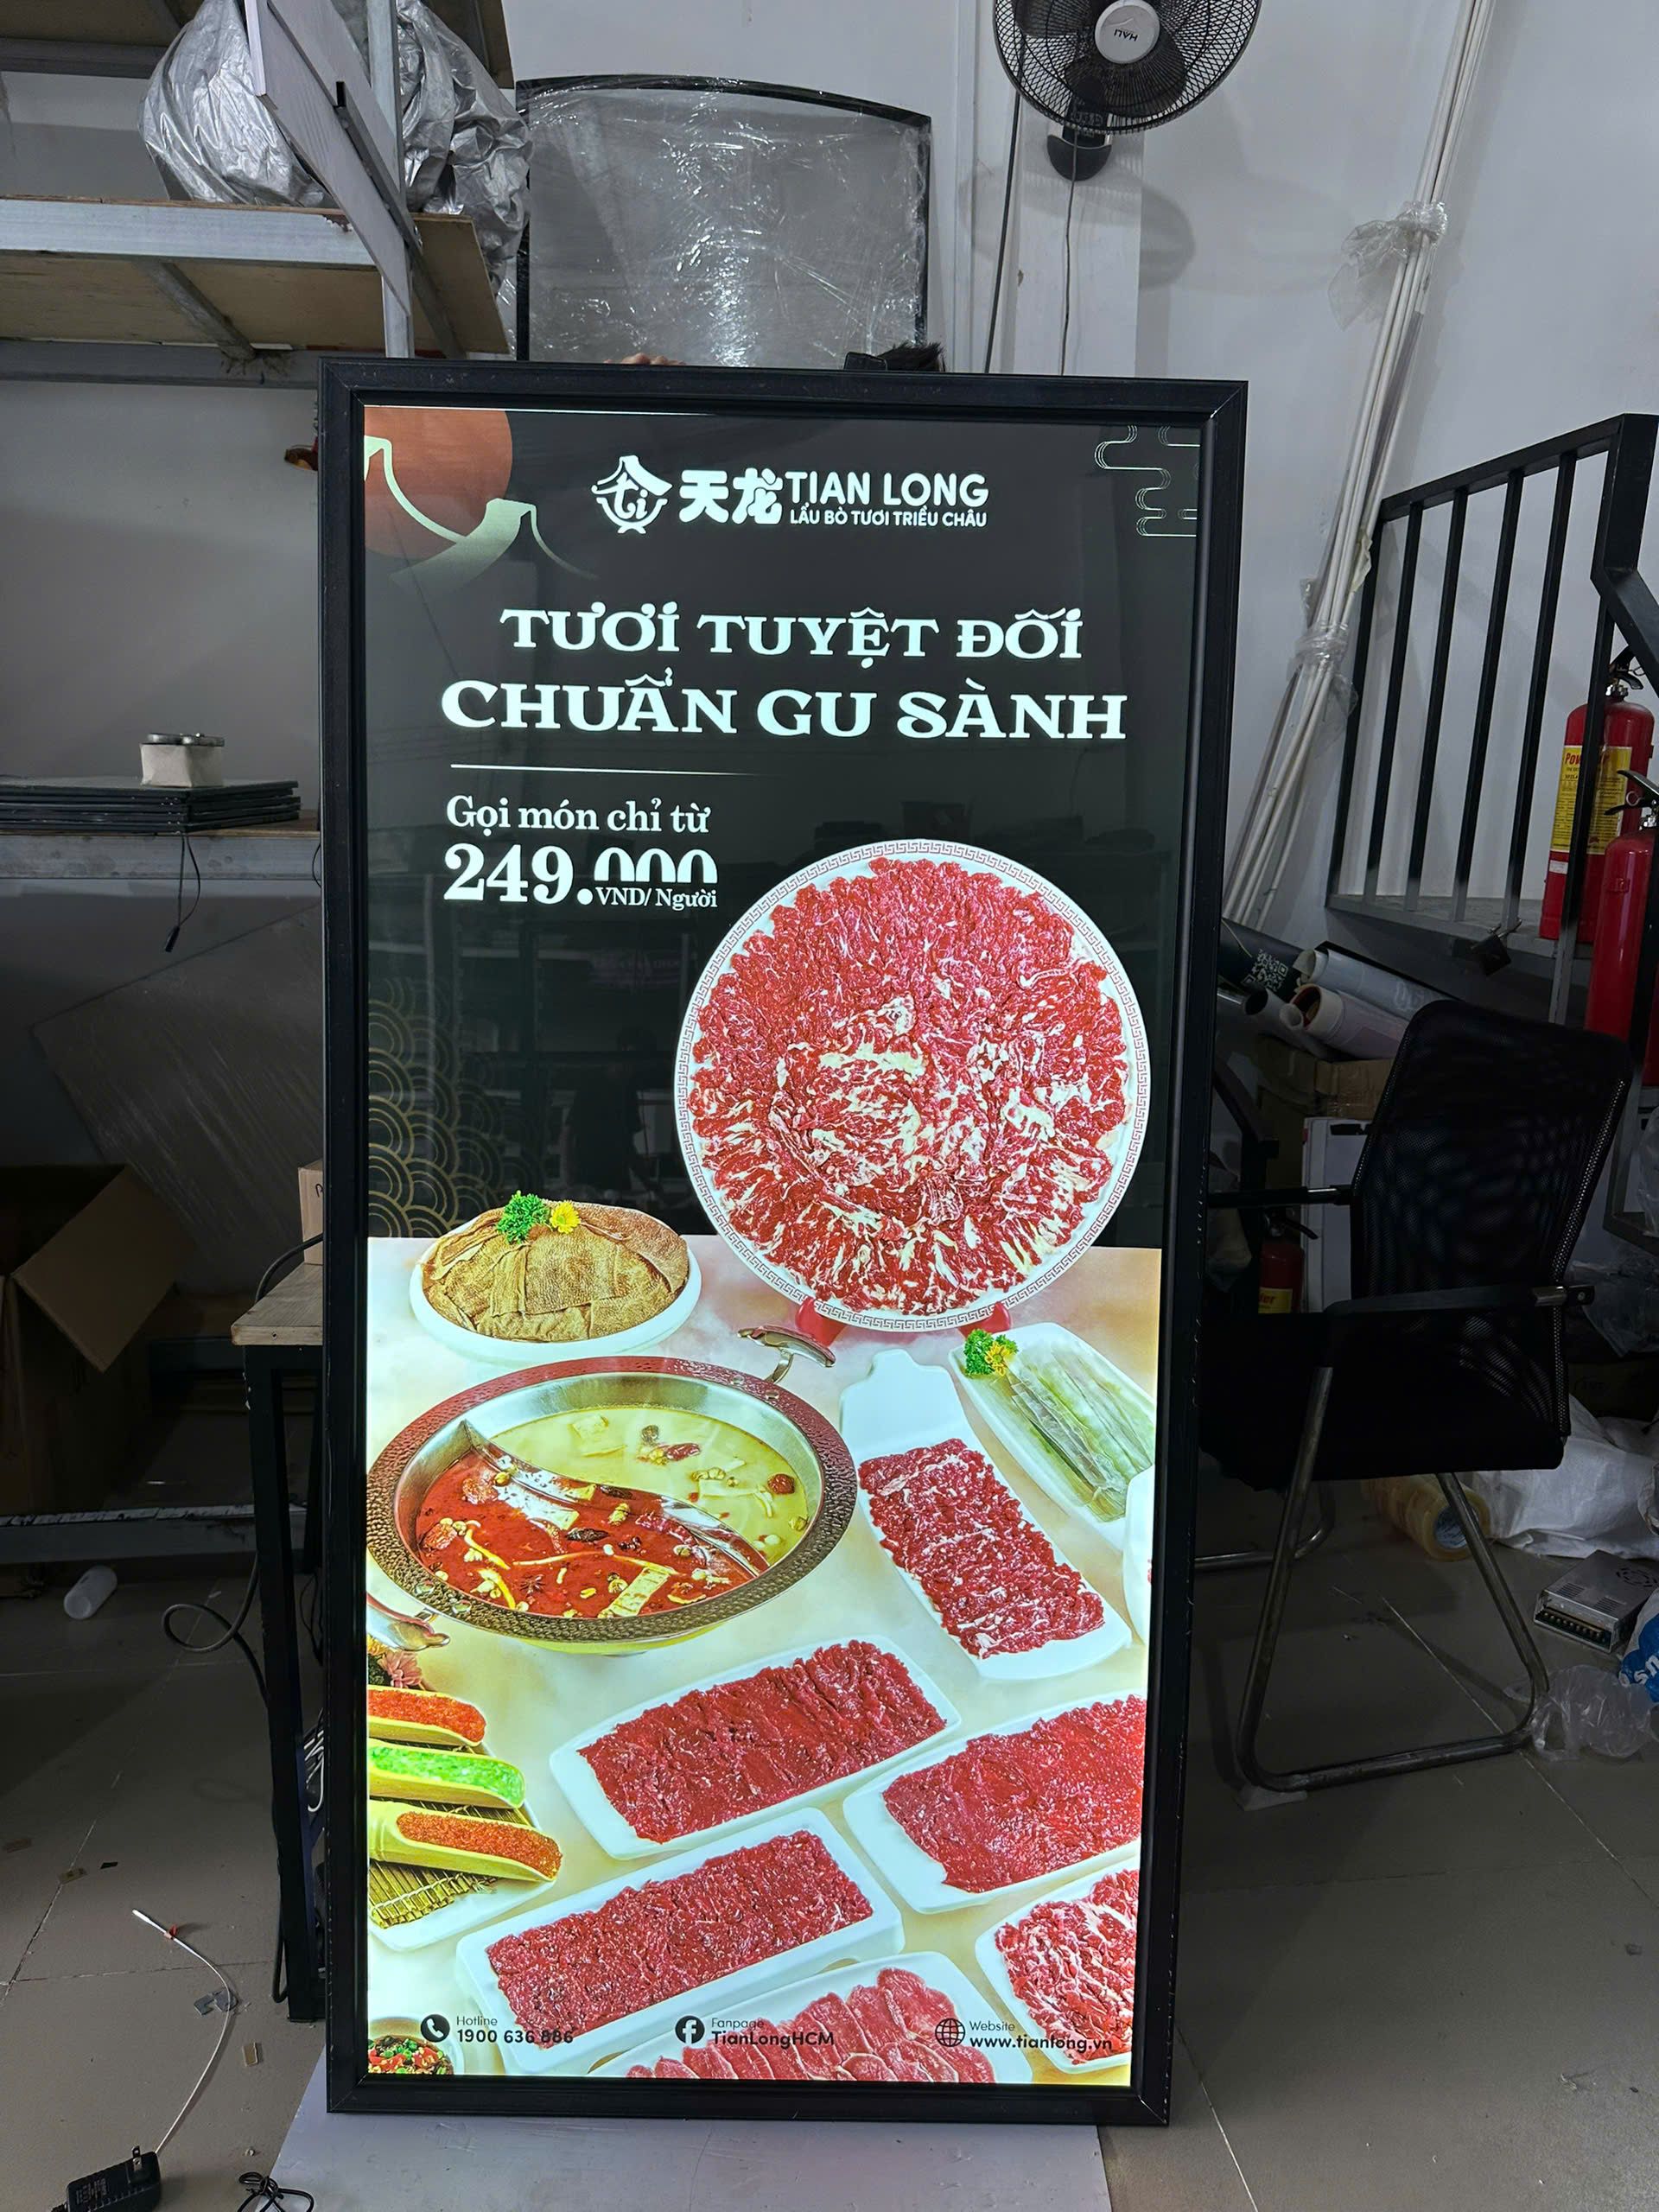 天龙 TIAN LONG
LẨU BÒ TƯƠI TRIỀU CHÂU
TƯƠI TUYỆT ĐỐI
CHUẨN GU SÀNH
Gọi món chỉ từ
249.000
VND/ Người
Hotline
1900 636 886
Fanpage
TianLongHCM
Website
www.tianlong.vn